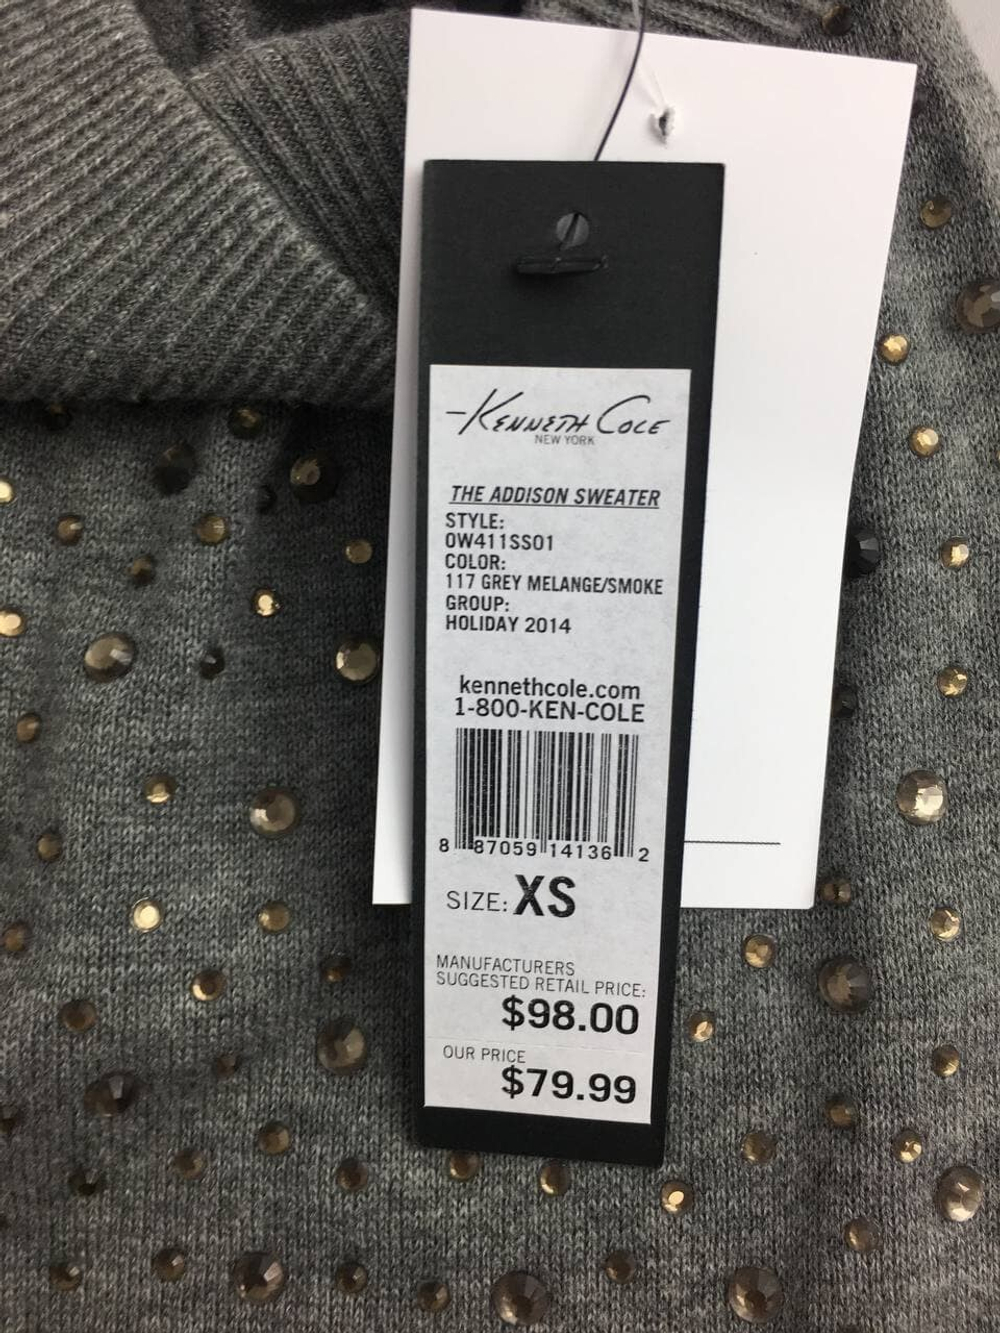 KENNETH COLE
NEW YORK
THE ADDISON SWEATER
STYLE:
0W411SS01
COLOR:
117 GREY MELANGE/SMOKE
GROUP:
HOLIDAY 2014
kennethcole.com
1-800-KEN-COLE
8 87059 14136 2
SIZE: XS
MANUFACTURERS
SUGGESTED RETAIL PRICE:
$98.00
OUR PRICE
$79.99